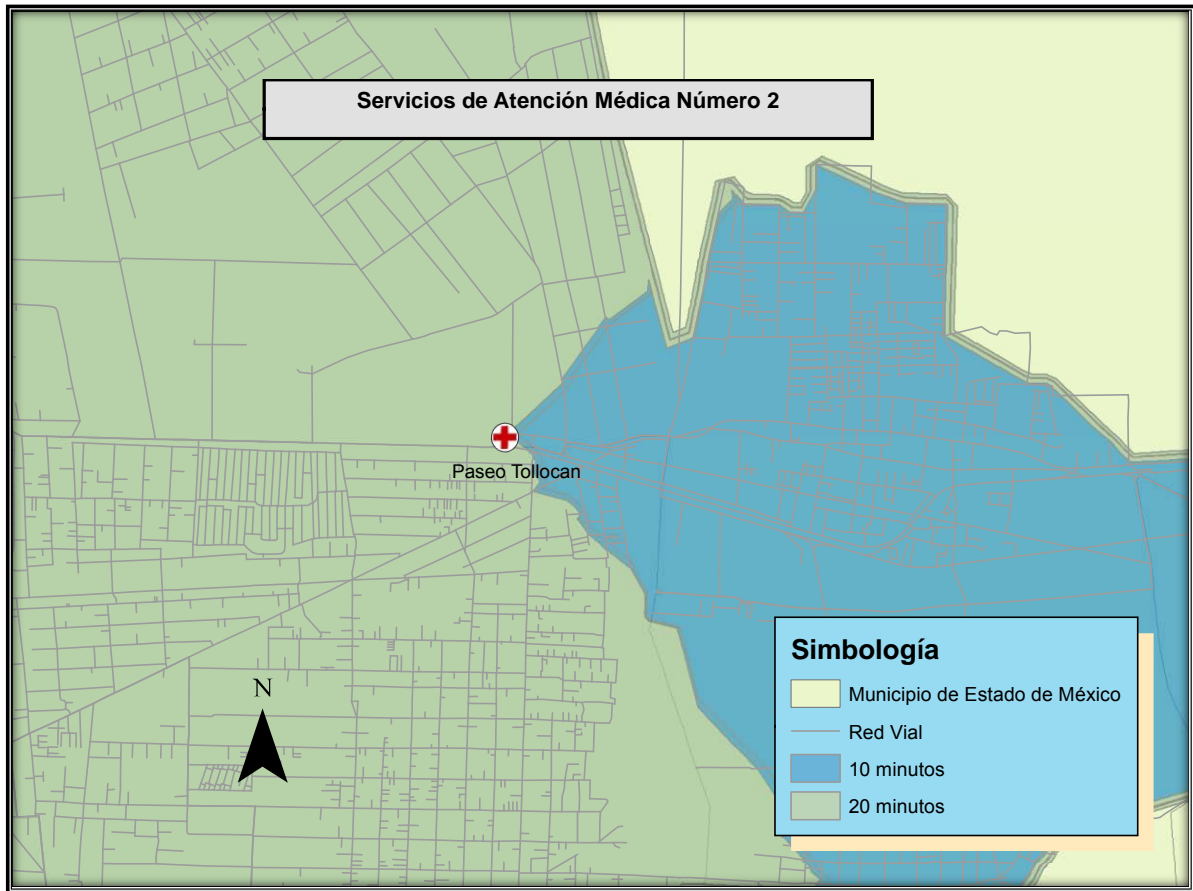 Servicios de Atención Médica Número 2
Paseo Tollocan
N
Simbología
Municipio de Estado de México
Red Vial
10 minutos
20 minutos